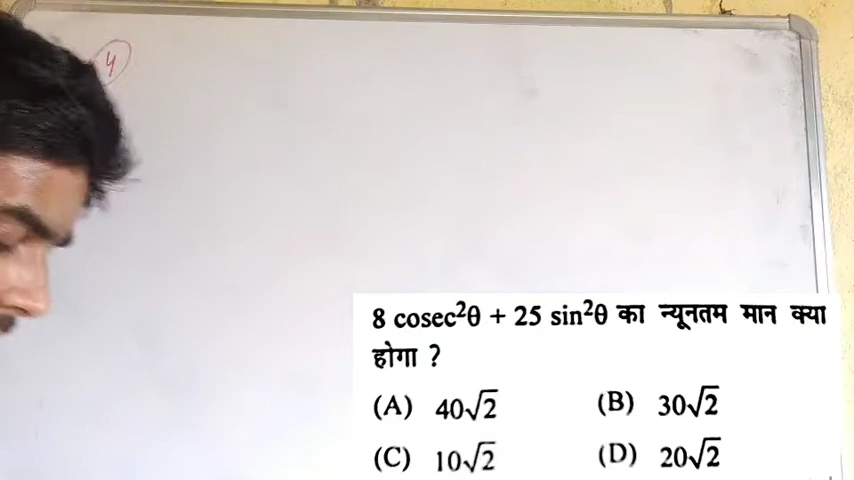 4
8 cosec²θ + 25 sin²θ का न्यूनतम मान क्या
होगा ?
(A) 40√2 (B) 30√2
(C) 10√2 (D) 20√2